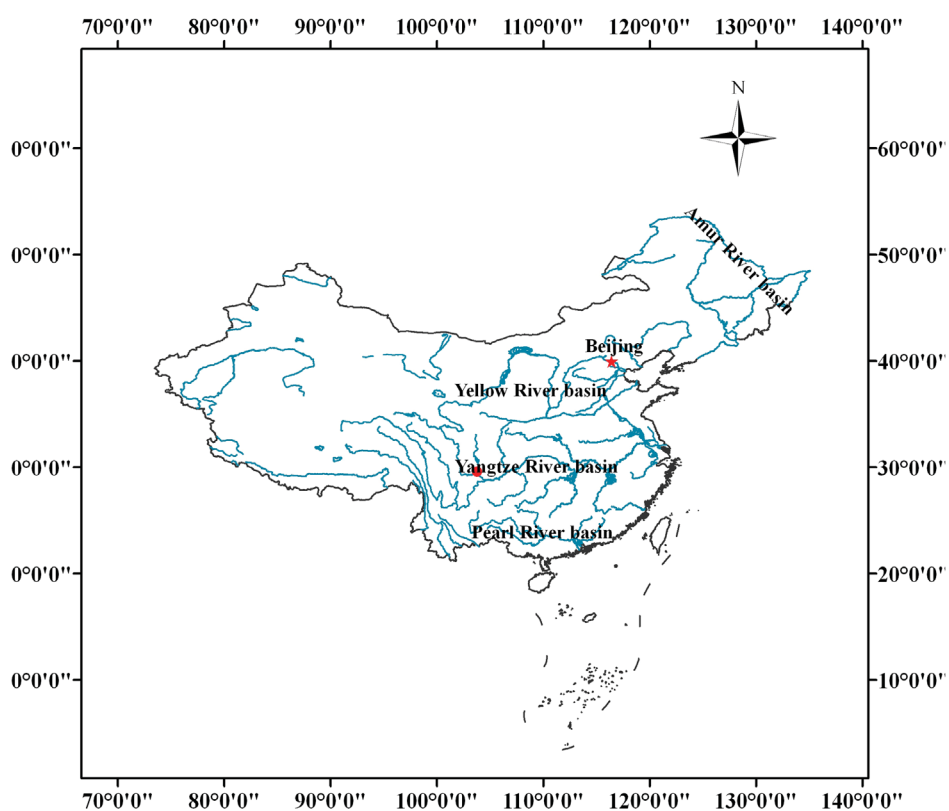 70°0'0" 80°0'0" 100°0'0" 100°0'0" 110°0'0" 120°0'0" 130°0'0" 140°0'0"
N
0°0'0" 60°0'0"
Amur River basin
0°0'0" 50°0'0"
Beijing
0°0'0" 40°0'0"
Yellow River basin
Yangtze River basin
0°0'0" 30°0'0"
Pearl River basin
0°0'0" 20°0'0"
0°0'0" 10°0'0"
70°0'0" 80°0'0" 90°0'0" 100°0'0" 110°0'0" 120°0'0" 130°0'0" 140°0'0"